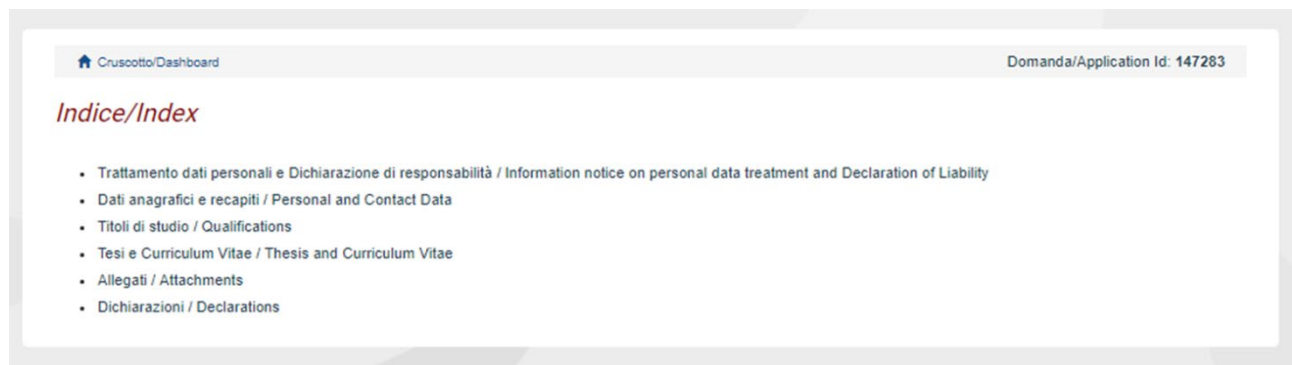 Cruscotto/Dashboard
Domanda/Application Id: 147283
Indice/Index
Trattamento dati personali e Dichiarazione di responsabilità / Information notice on personal data treatment and Declaration of Liability
Dati anagrafici e recapiti / Personal and Contact Data
Titoli di studio / Qualifications
Tesi e Curriculum Vitae / Thesis and Curriculum Vitae
Allegati / Attachments
Dichiarazioni / Declarations